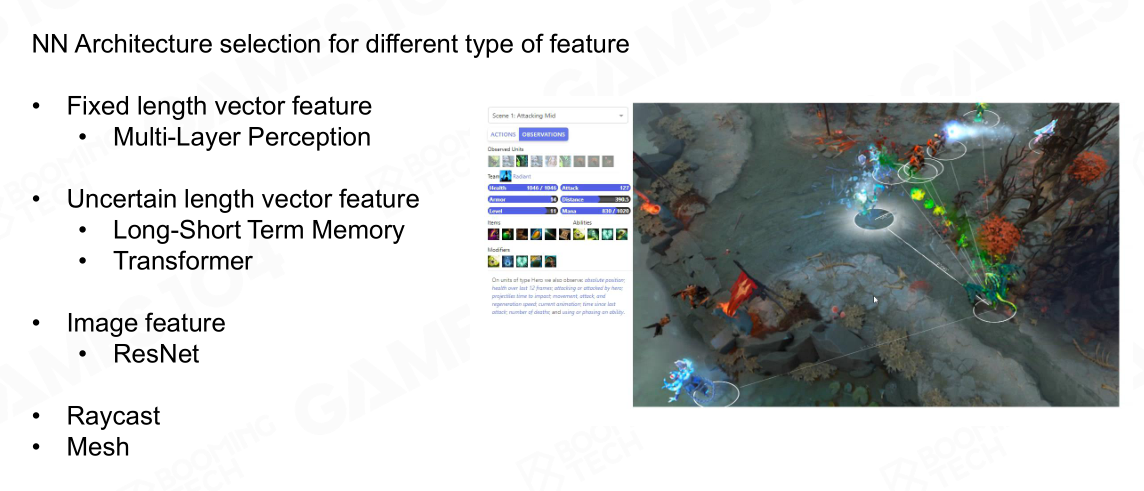 NN Architecture selection for different type of feature
• Fixed length vector feature
• Multi-Layer Perception
• Uncertain length vector feature
• Long-Short Term Memory
• Transformer
• Image feature
• ResNet
• Raycast
• Mesh
Scene 1: Attacking Mid
ACTIONS OBSERVATIONS
Observed Units
Team Radiant
Health 1046 / 1046 Attack 127
Armor 14 Distance 390.5
Level 11 Mana 830 / 1026
Items Abilities
Modifiers
On units of type Hero we also observe: absolute position;
health over last 12 frames; attacking or attacked by hero;
projectiles time to impact; movement, attack, and
regeneration speed; current animation; time since last
attack; number of deaths; and using or phasing an ability.
GAMES104
BOOMING
TECH